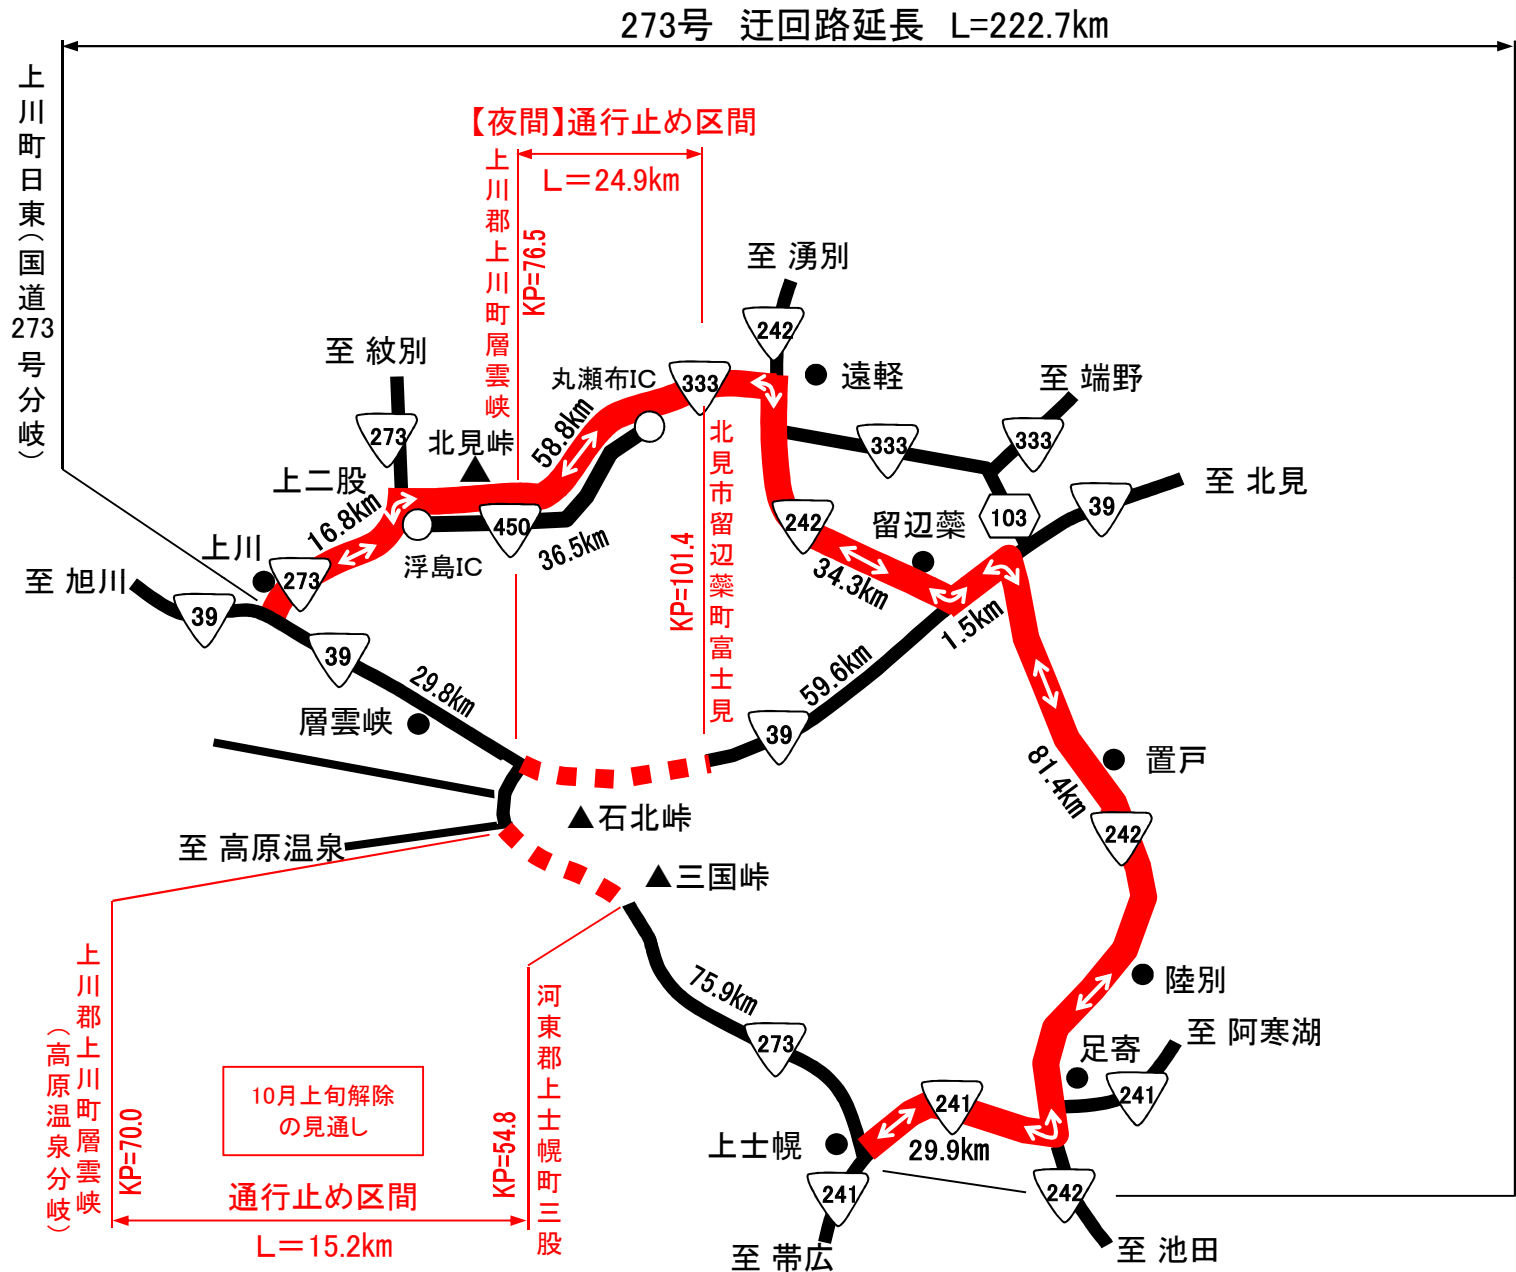 273号 迂回路延長 L=222.7km
上川町日東(国道273号分岐)
【夜間】通行止め区間
L=24.9km
上川郡上川町層雲峡
KP=76.5
至 湧別
242
至 紋別
丸瀬布IC
333
遠軽
至 端野
273
北見峠
58.8km
北見市留辺蘂町富士見
KP=101.4
333
333
上二股
至 北見
16.8km
450
36.5km
242
留辺蘂
103
39
上川
浮島IC
34.3km
至 旭川
273
39
1.5km
39
29.8km
59.6km
層雲峡
39
81.4km
置戸
石北峠
242
至 高原温泉
三国峠
上川郡上川町層雲峡
(高原温泉分岐)
KP=70.0
75.9km
陸別
河東郡上士幌町三股
KP=54.8
273
足寄
至 阿寒湖
10月上旬解除
の見通し
241
241
上士幌
29.9km
通行止め区間
241
242
L=15.2km
至 帯広
至 池田